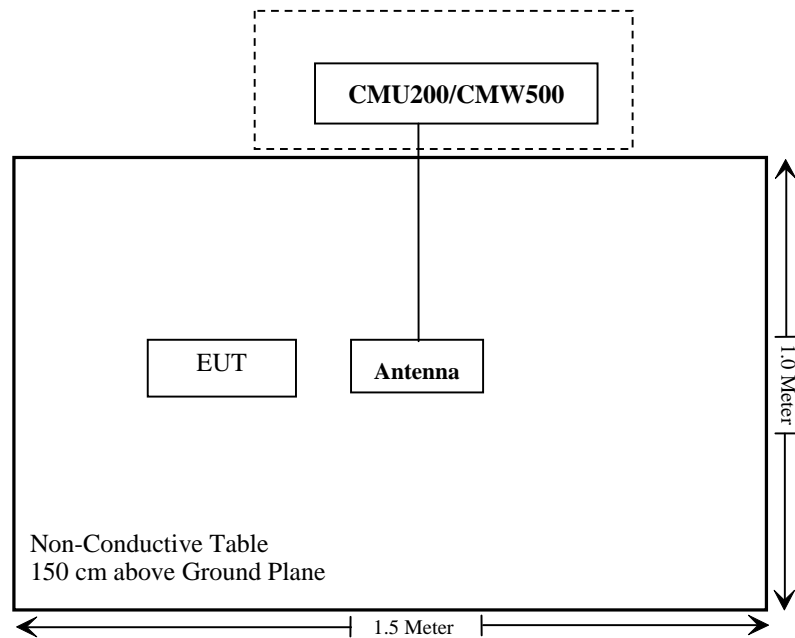 CMU200/CMW500
EUT
Antenna
1.0 Meter
Non-Conductive Table
150 cm above Ground Plane
1.5 Meter